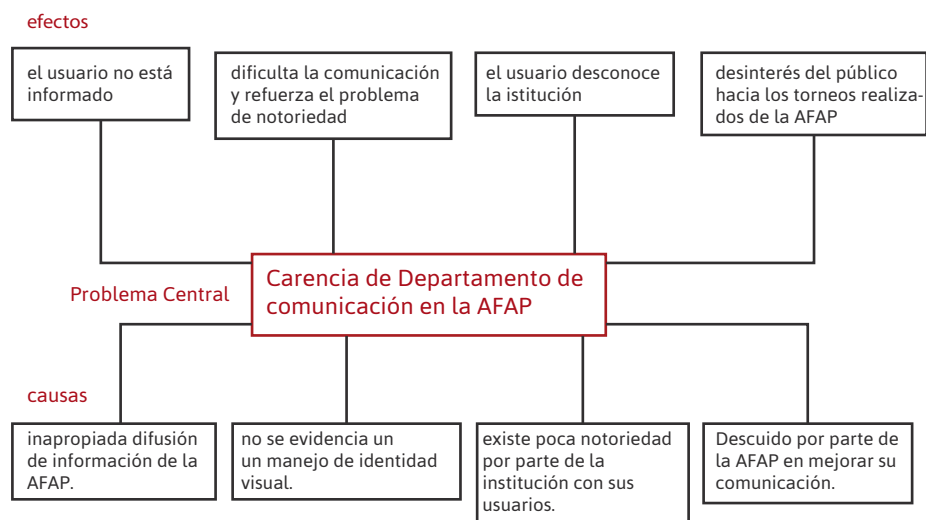 efectos
el usuario no está
informado
dificulta la comunicación
y refuerza el problema
de notoriedad
el usuario desconoce
la istitución
desinterés del público
hacia los torneos realiza-
dos de la AFAP
Problema Central
Carencia de Departamento de
comunicación en la AFAP
causas
inapropiada difusión
de información de la
AFAP.
no se evidencia un
un manejo de identidad
visual.
existe poca notoriedad
por parte de la
institución con sus
usuarios.
Descuido por parte de
la AFAP en mejorar su
comunicación.